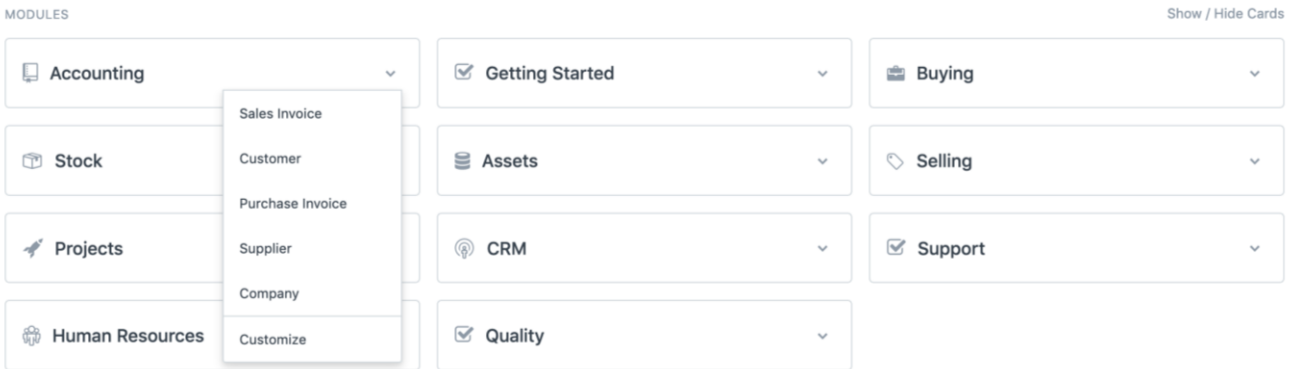 MODULES
Show / Hide Cards
Accounting
Getting Started
Buying
Sales Invoice
Customer
Purchase Invoice
Supplier
Company
Customize
Stock
Assets
Selling
Projects
CRM
Support
Human Resources
Quality